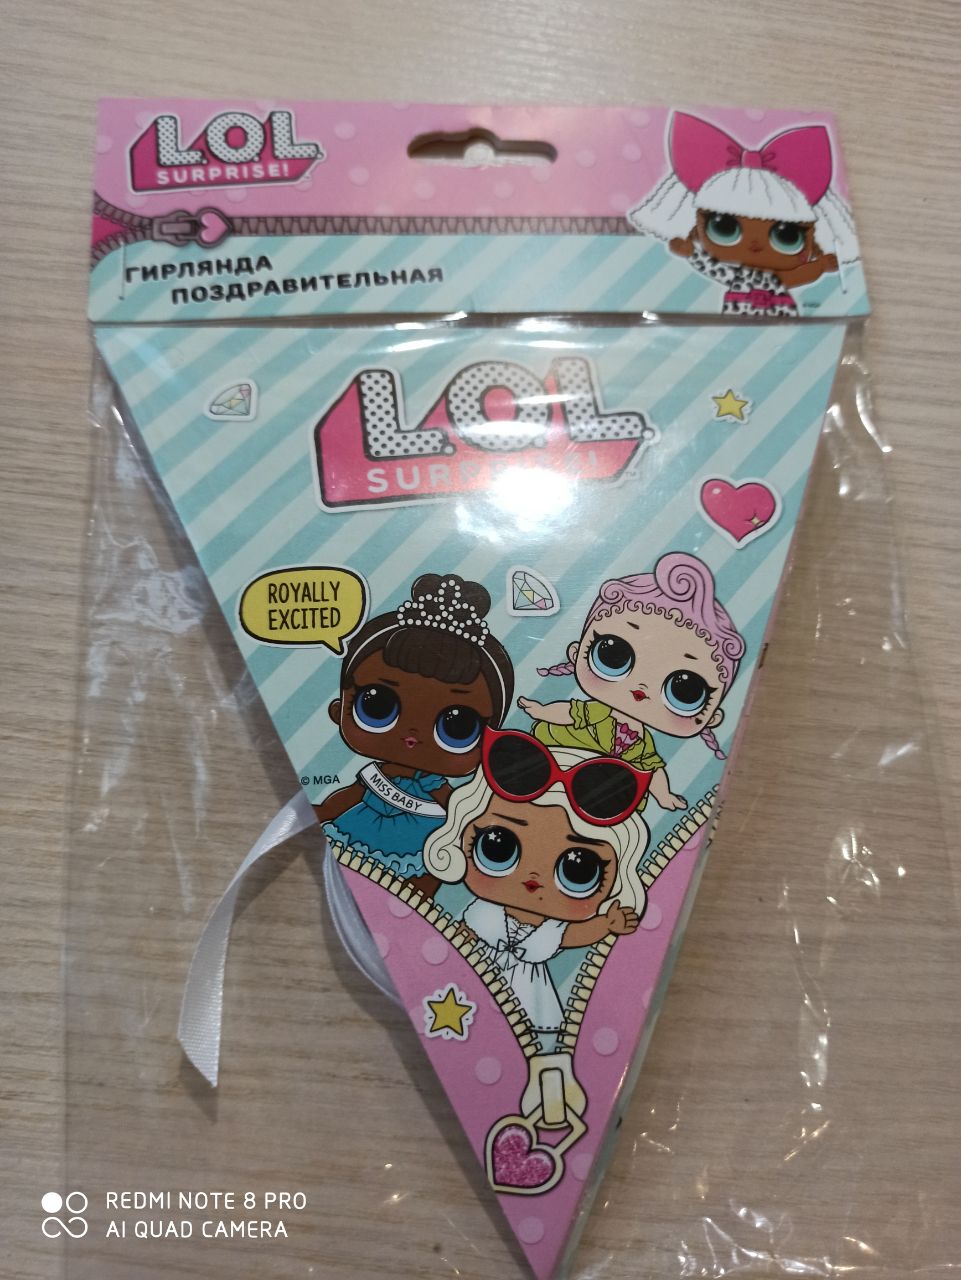 L.O.L.
SURPRISE!
ГИРЛЯНДА
ПОЗДРАВИТЕЛЬНАЯ
L.O.L.
SURPRISE!
ROYALLY
EXCITED
© MGA
MISS BABY
REDMI NOTE 8 PRO
AI QUAD CAMERA